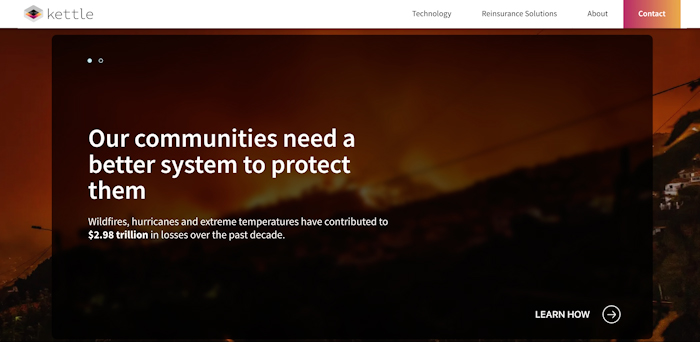 kettle
Technology
Reinsurance Solutions
About
Contact
Our communities need a
better system to protect
them
Wildfires, hurricanes and extreme temperatures have contributed to
$2.98 trillion in losses over the past decade.
LEARN HOW